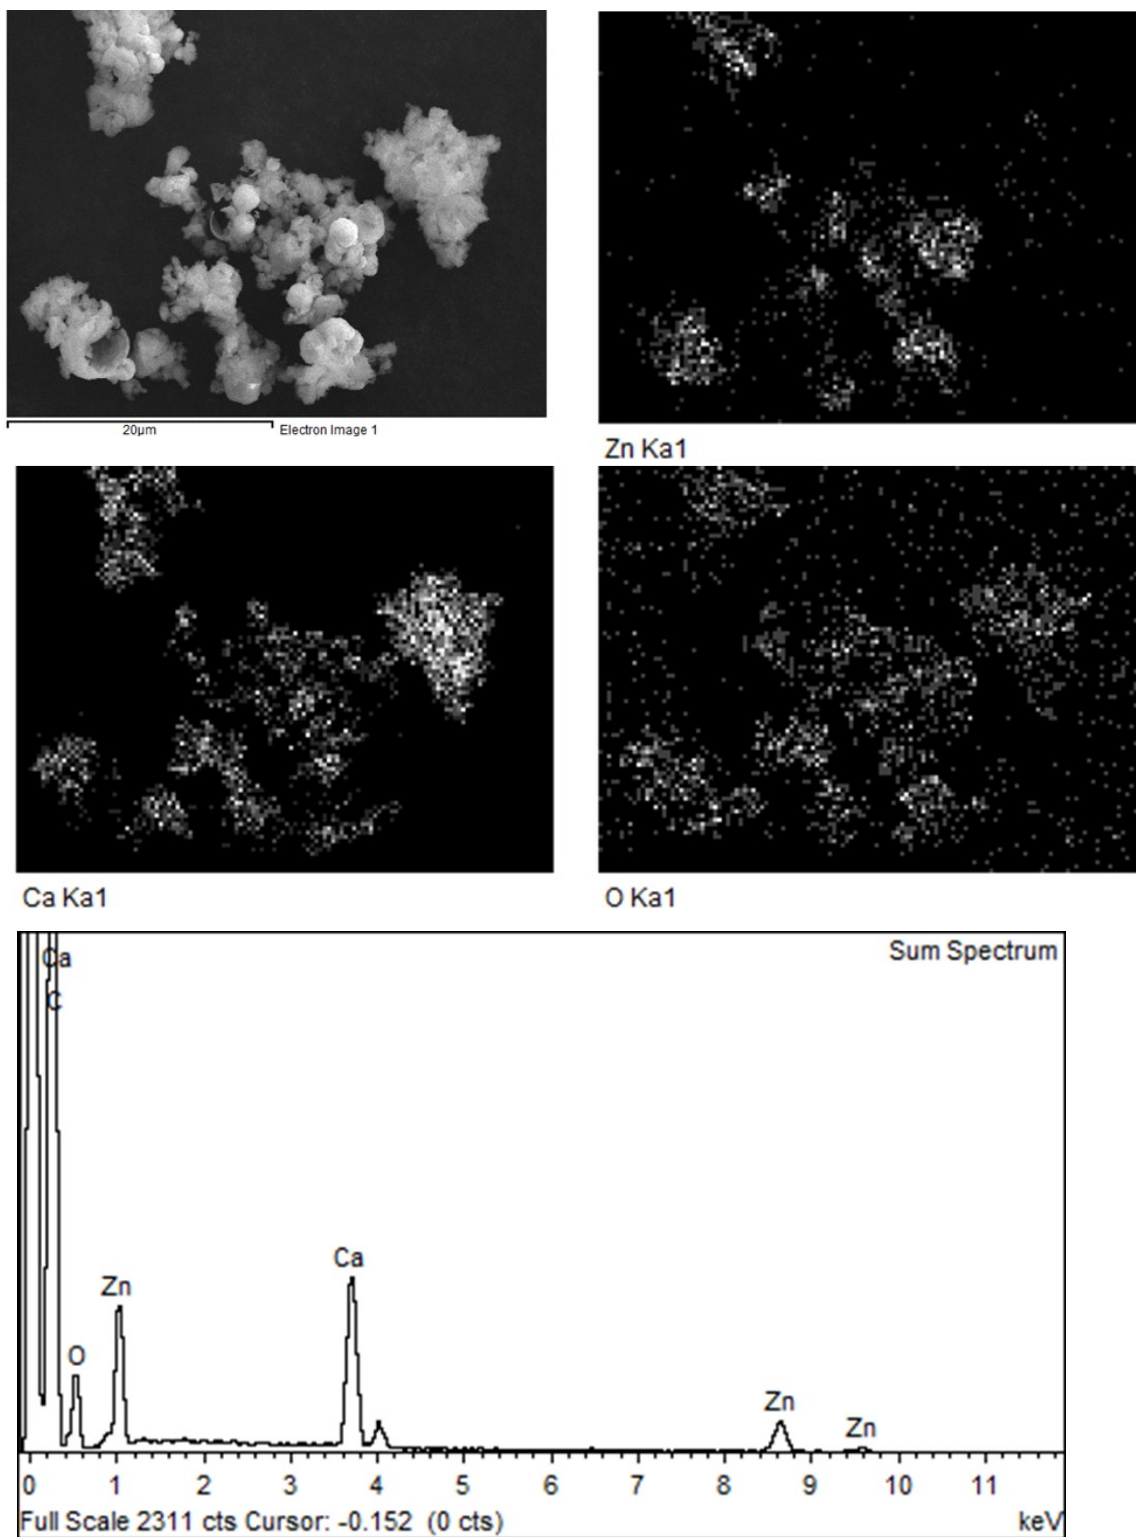 20µm Electron Image 1
Zn Ka1
Ca Ka1
O Ka1
Sum Spectrum
Ca
C
O
Zn
Ca
Zn
Zn
0 1 2 3 4 5 6 7 8 9 10 11
Full Scale 2311 cts Cursor: -0.152 (0 cts) keV